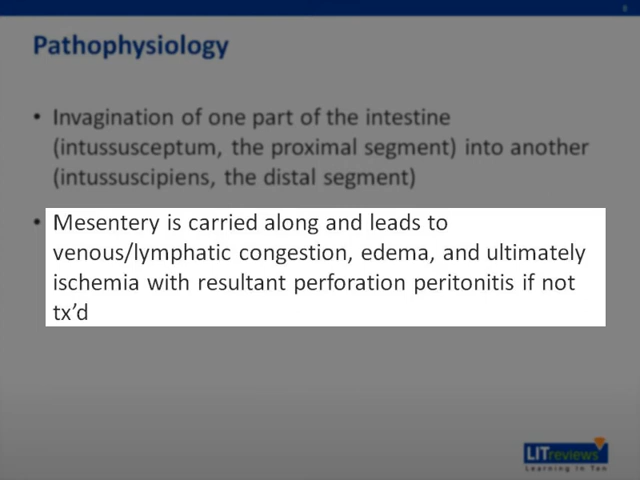 Pathophysiology
• Invagination of one part of the intestine
(intussusceptum, the proximal segment) into another
(intussuscipiens, the distal segment)
• Mesentery is carried along and leads to
venous/lymphatic congestion, edema, and ultimately
ischemia with resultant perforation peritonitis if not
tx’d
LITreviews
Learning in Ten